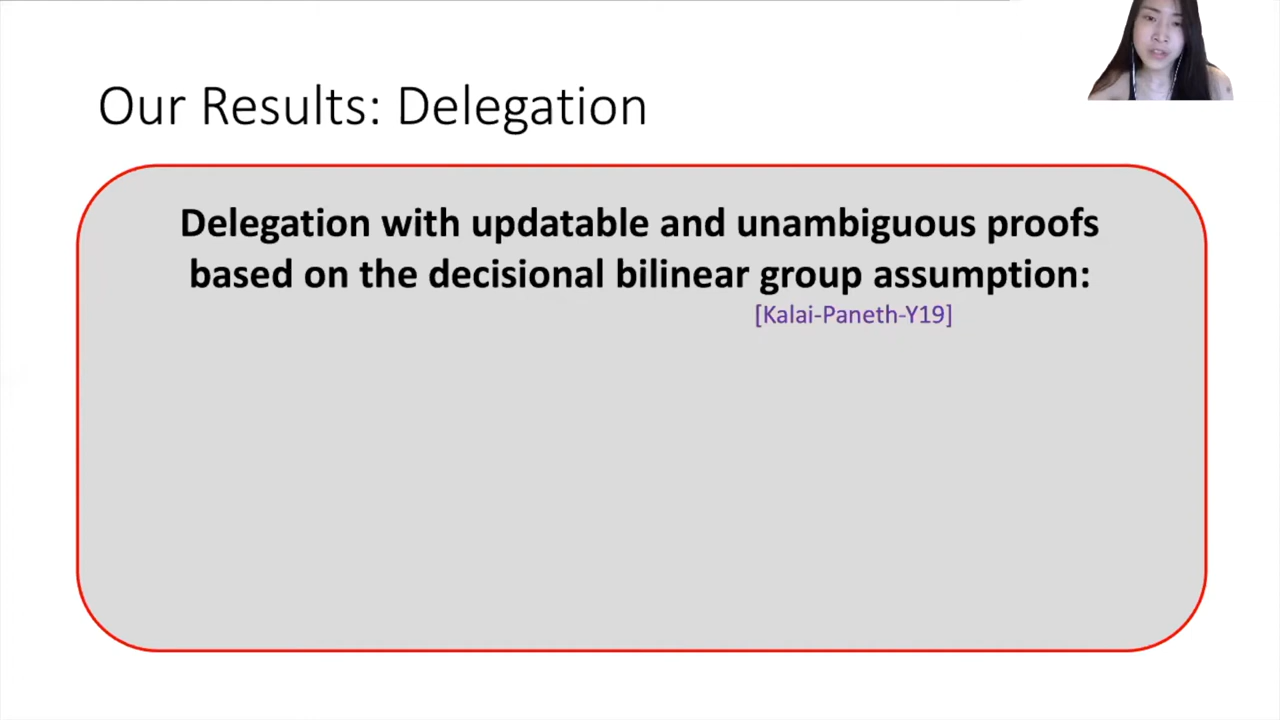 Our Results: Delegation
Delegation with updatable and unambiguous proofs
based on the decisional bilinear group assumption:
[Kalai-Paneth-Y19]